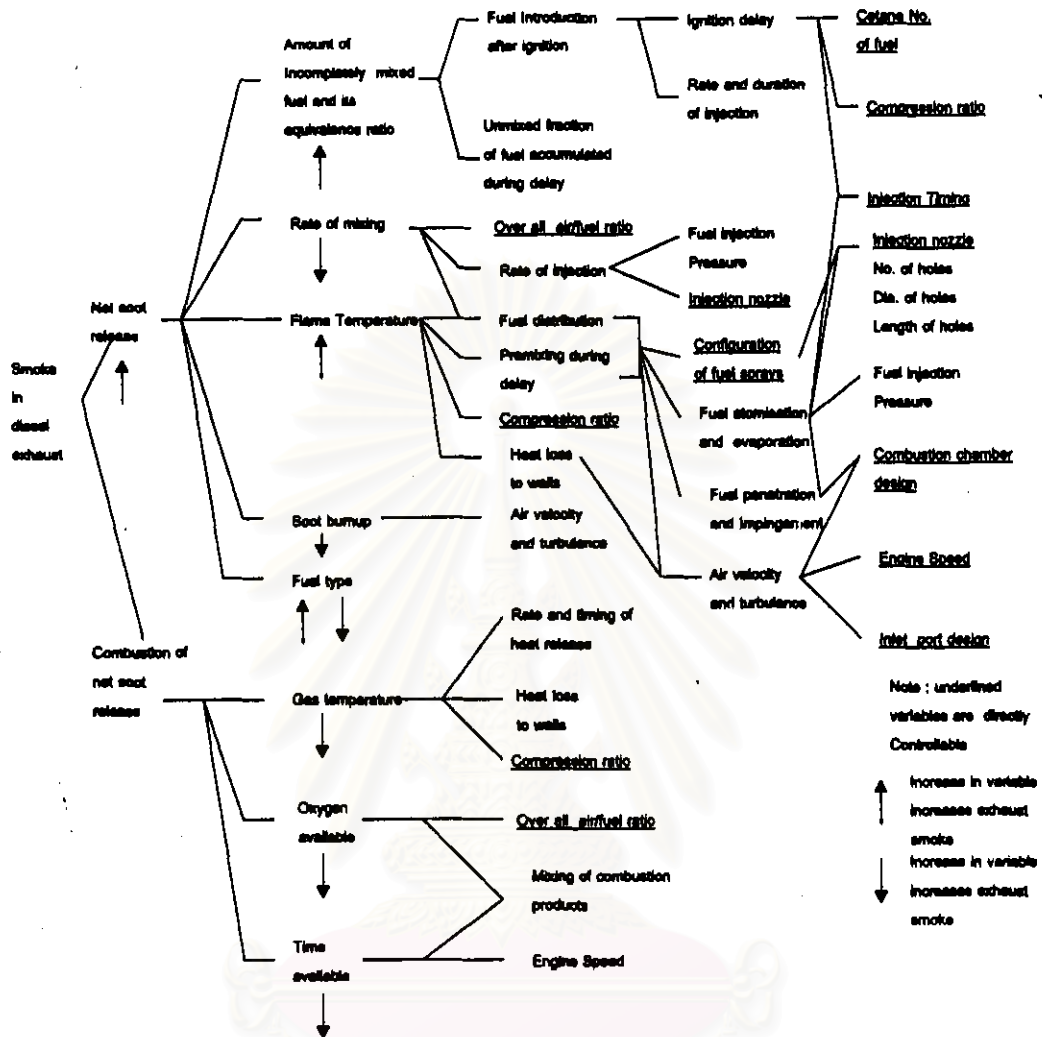 Smoke
in
diesel
exhaust
Net soot
release
Combustion of
net soot
release
Amount of
Incompletely mixed
fuel and its
equivalence ratio
Rate of mixing
Flame Temperature
Soot burnup
Fuel type
Gas temperature
Oxygen
available
Time
available
Fuel Introduction
after ignition
Unmixed fraction
of fuel accumulated
during delay
Over all air/fuel ratio
Rate of injection
Fuel distribution
Premixing during
delay
Compression ratio
Heat loss
to walls
Air velocity
and turbulence
Rate and timing of
heat release
Heat loss
to walls
Compression ratio
Over all air/fuel ratio
Mixing of combustion
products
Engine Speed
Ignition delay
Rate and duration
of injection
Fuel injection
Pressure
Injection nozzle
Configuration
of fuel sprays
Fuel atomisation
and evaporation
Fuel penetration
and impingament
Air velocity
and turbulence
Cetane No.
of fuel
Compression ratio
Injection Timing
Injection nozzle
No. of holes
Dia. of holes
Length of holes
Fuel injection
Pressure
Combustion chamber
design
Engine Speed
Inlet port design
Note : underlined
variables are directly
Controllable
Increase in variable
increases exhaust
smoke
Increase in variable
increases exhaust
smoke